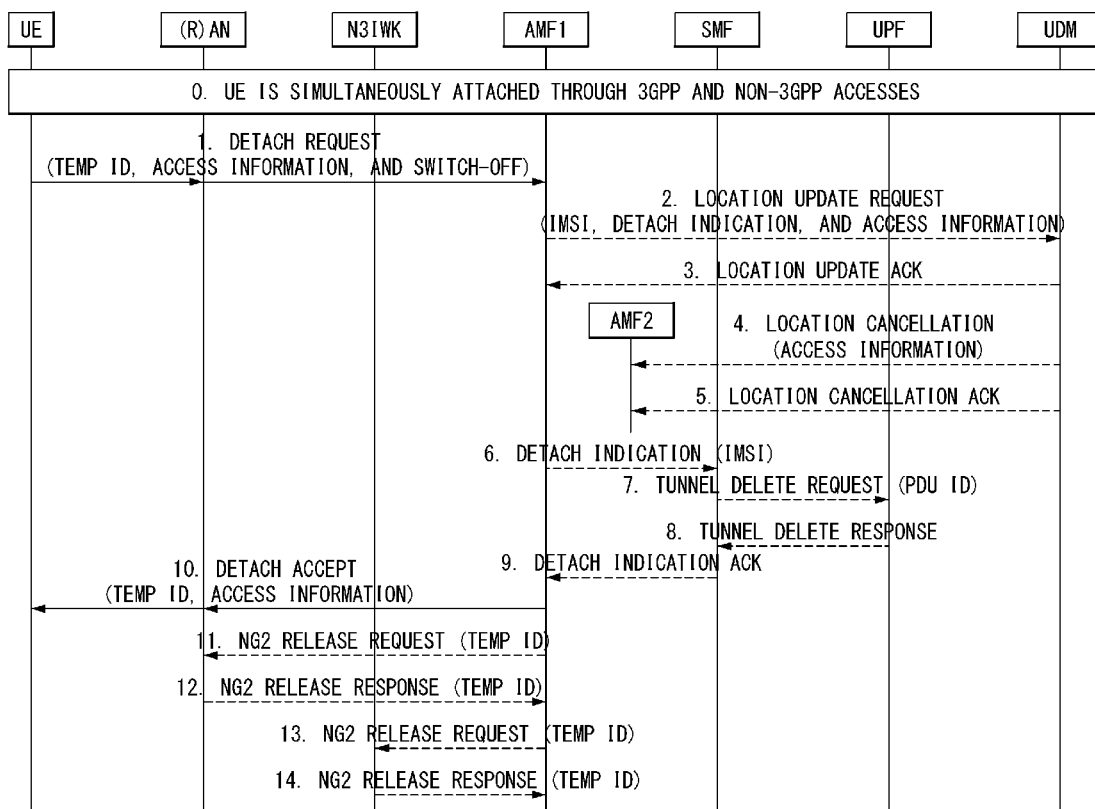 UE
(R)AN
N3IWK
AMF1
SMF
UPF
UDM
0. UE IS SIMULTANEOUSLY ATTACHED THROUGH 3GPP AND NON-3GPP ACCESSES
1. DETACH REQUEST
(TEMP ID, ACCESS INFORMATION, AND SWITCH-OFF)
2. LOCATION UPDATE REQUEST
(IMSI, DETACH INDICATION, AND ACCESS INFORMATION)
3. LOCATION UPDATE ACK
AMF2
4. LOCATION CANCELLATION
(ACCESS INFORMATION)
5. LOCATION CANCELLATION ACK
6. DETACH INDICATION (IMSI)
7. TUNNEL DELETE REQUEST (PDU ID)
8. TUNNEL DELETE RESPONSE
9. DETACH INDICATION ACK
10. DETACH ACCEPT
(TEMP ID, ACCESS INFORMATION)
11. NG2 RELEASE REQUEST (TEMP ID)
12. NG2 RELEASE RESPONSE (TEMP ID)
13. NG2 RELEASE REQUEST (TEMP ID)
14. NG2 RELEASE RESPONSE (TEMP ID)